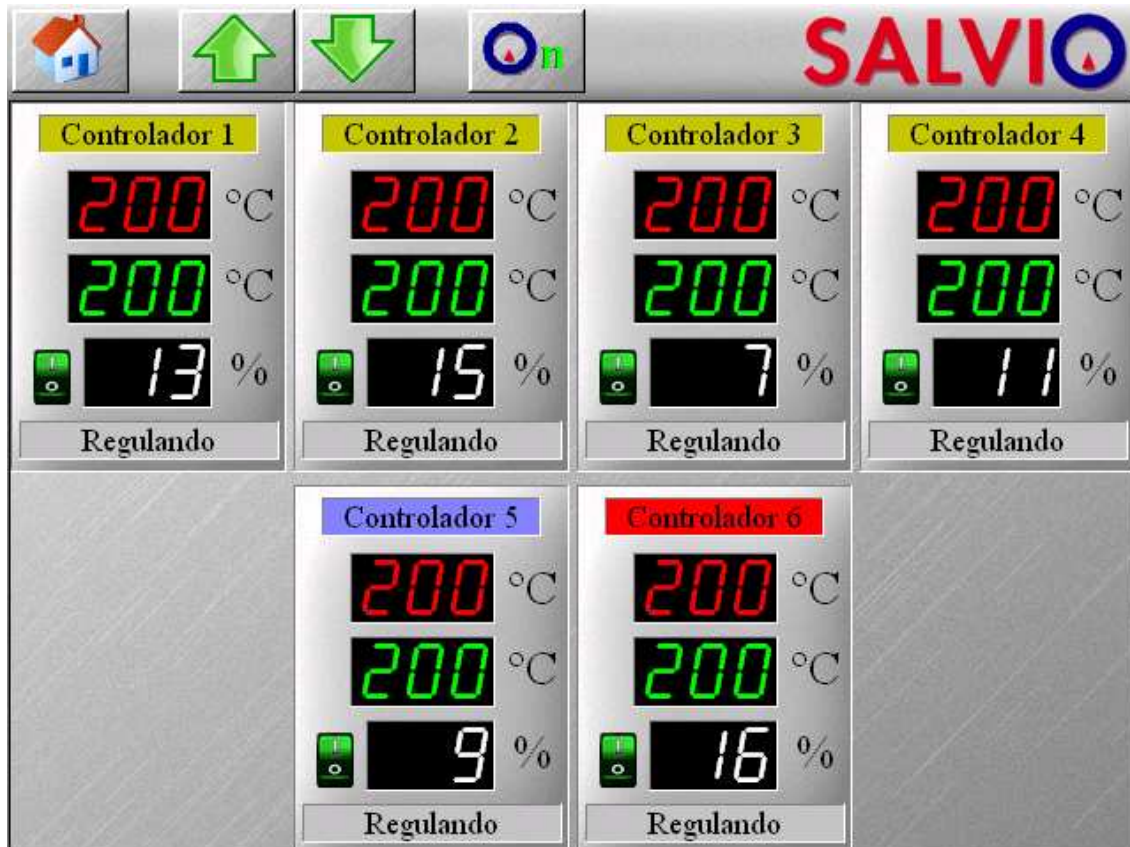 On
SALVIO
Controlador 1
200 °C
200 °C
I
O
13 %
Regulando
Controlador 2
200 °C
200 °C
I
O
15 %
Regulando
Controlador 3
200 °C
200 °C
I
O
7 %
Regulando
Controlador 4
200 °C
200 °C
I
O
11 %
Regulando
Controlador 5
200 °C
200 °C
I
O
9 %
Regulando
Controlador 6
200 °C
200 °C
I
O
16 %
Regulando